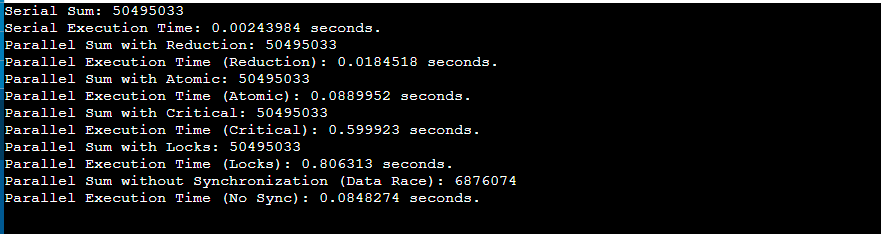 Serial Sum: 50495033
Serial Execution Time: 0.00243984 seconds.
Parallel Sum with Reduction: 50495033
Parallel Execution Time (Reduction): 0.0184518 seconds.
Parallel Sum with Atomic: 50495033
Parallel Execution Time (Atomic): 0.0889952 seconds.
Parallel Sum with Critical: 50495033
Parallel Execution Time (Critical): 0.599923 seconds.
Parallel Sum with Locks: 50495033
Parallel Execution Time (Locks): 0.806313 seconds.
Parallel Sum without Synchronization (Data Race): 6876074
Parallel Execution Time (No Sync): 0.0848274 seconds.